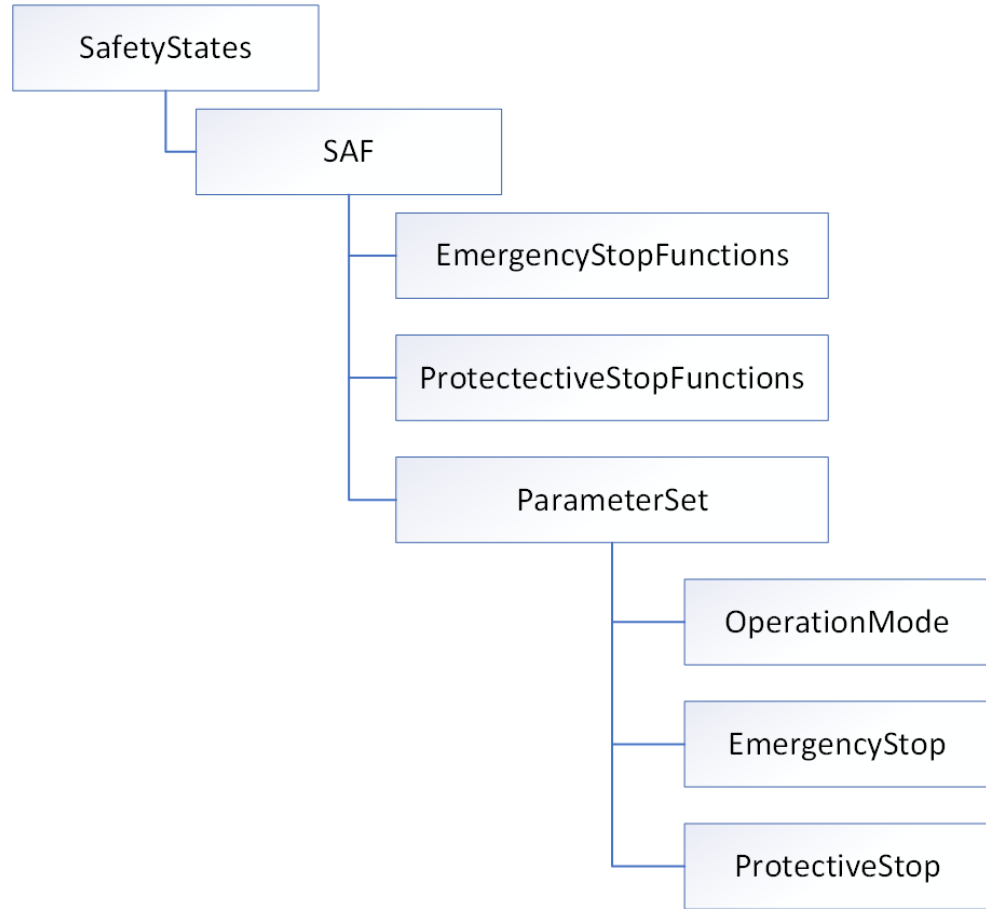 SafetyStates
SAF
EmergencyStopFunctions
ProtectectiveStopFunctions
ParameterSet
OperationMode
EmergencyStop
ProtectiveStop